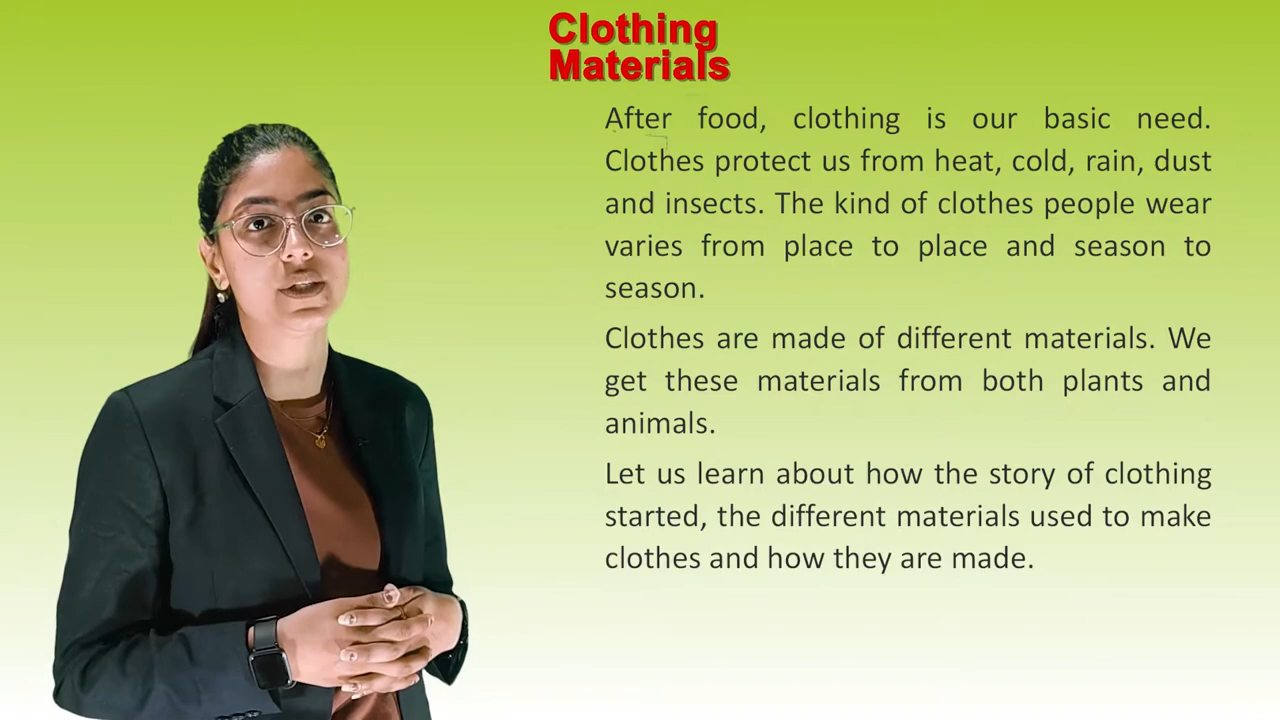 Clothing
Materials
After food, clothing is our basic need.
Clothes protect us from heat, cold, rain, dust
and insects. The kind of clothes people wear
varies from place to place and season to
season.
Clothes are made of different materials. We
get these materials from both plants and
animals.
Let us learn about how the story of clothing
started, the different materials used to make
clothes and how they are made.